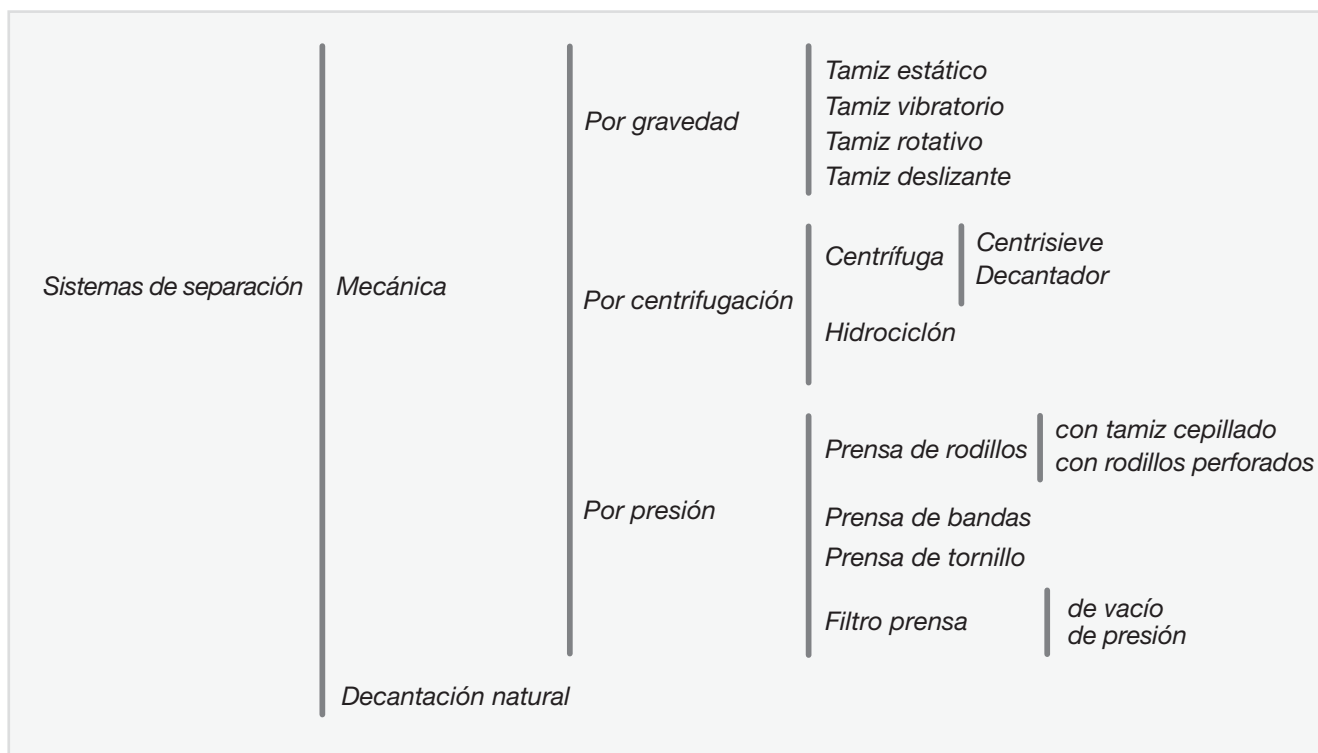 Sistemas de separación
Mecánica
Por gravedad
Tamiz estático
Tamiz vibratorio
Tamiz rotativo
Tamiz deslizante
Por centrifugación
Centrífuga
Centrisieve
Decantador
Hidrociclón
Por presión
Prensa de rodillos
con tamiz cepillado
con rodillos perforados
Prensa de bandas
Prensa de tornillo
Filtro prensa
de vacío
de presión
Decantación natural